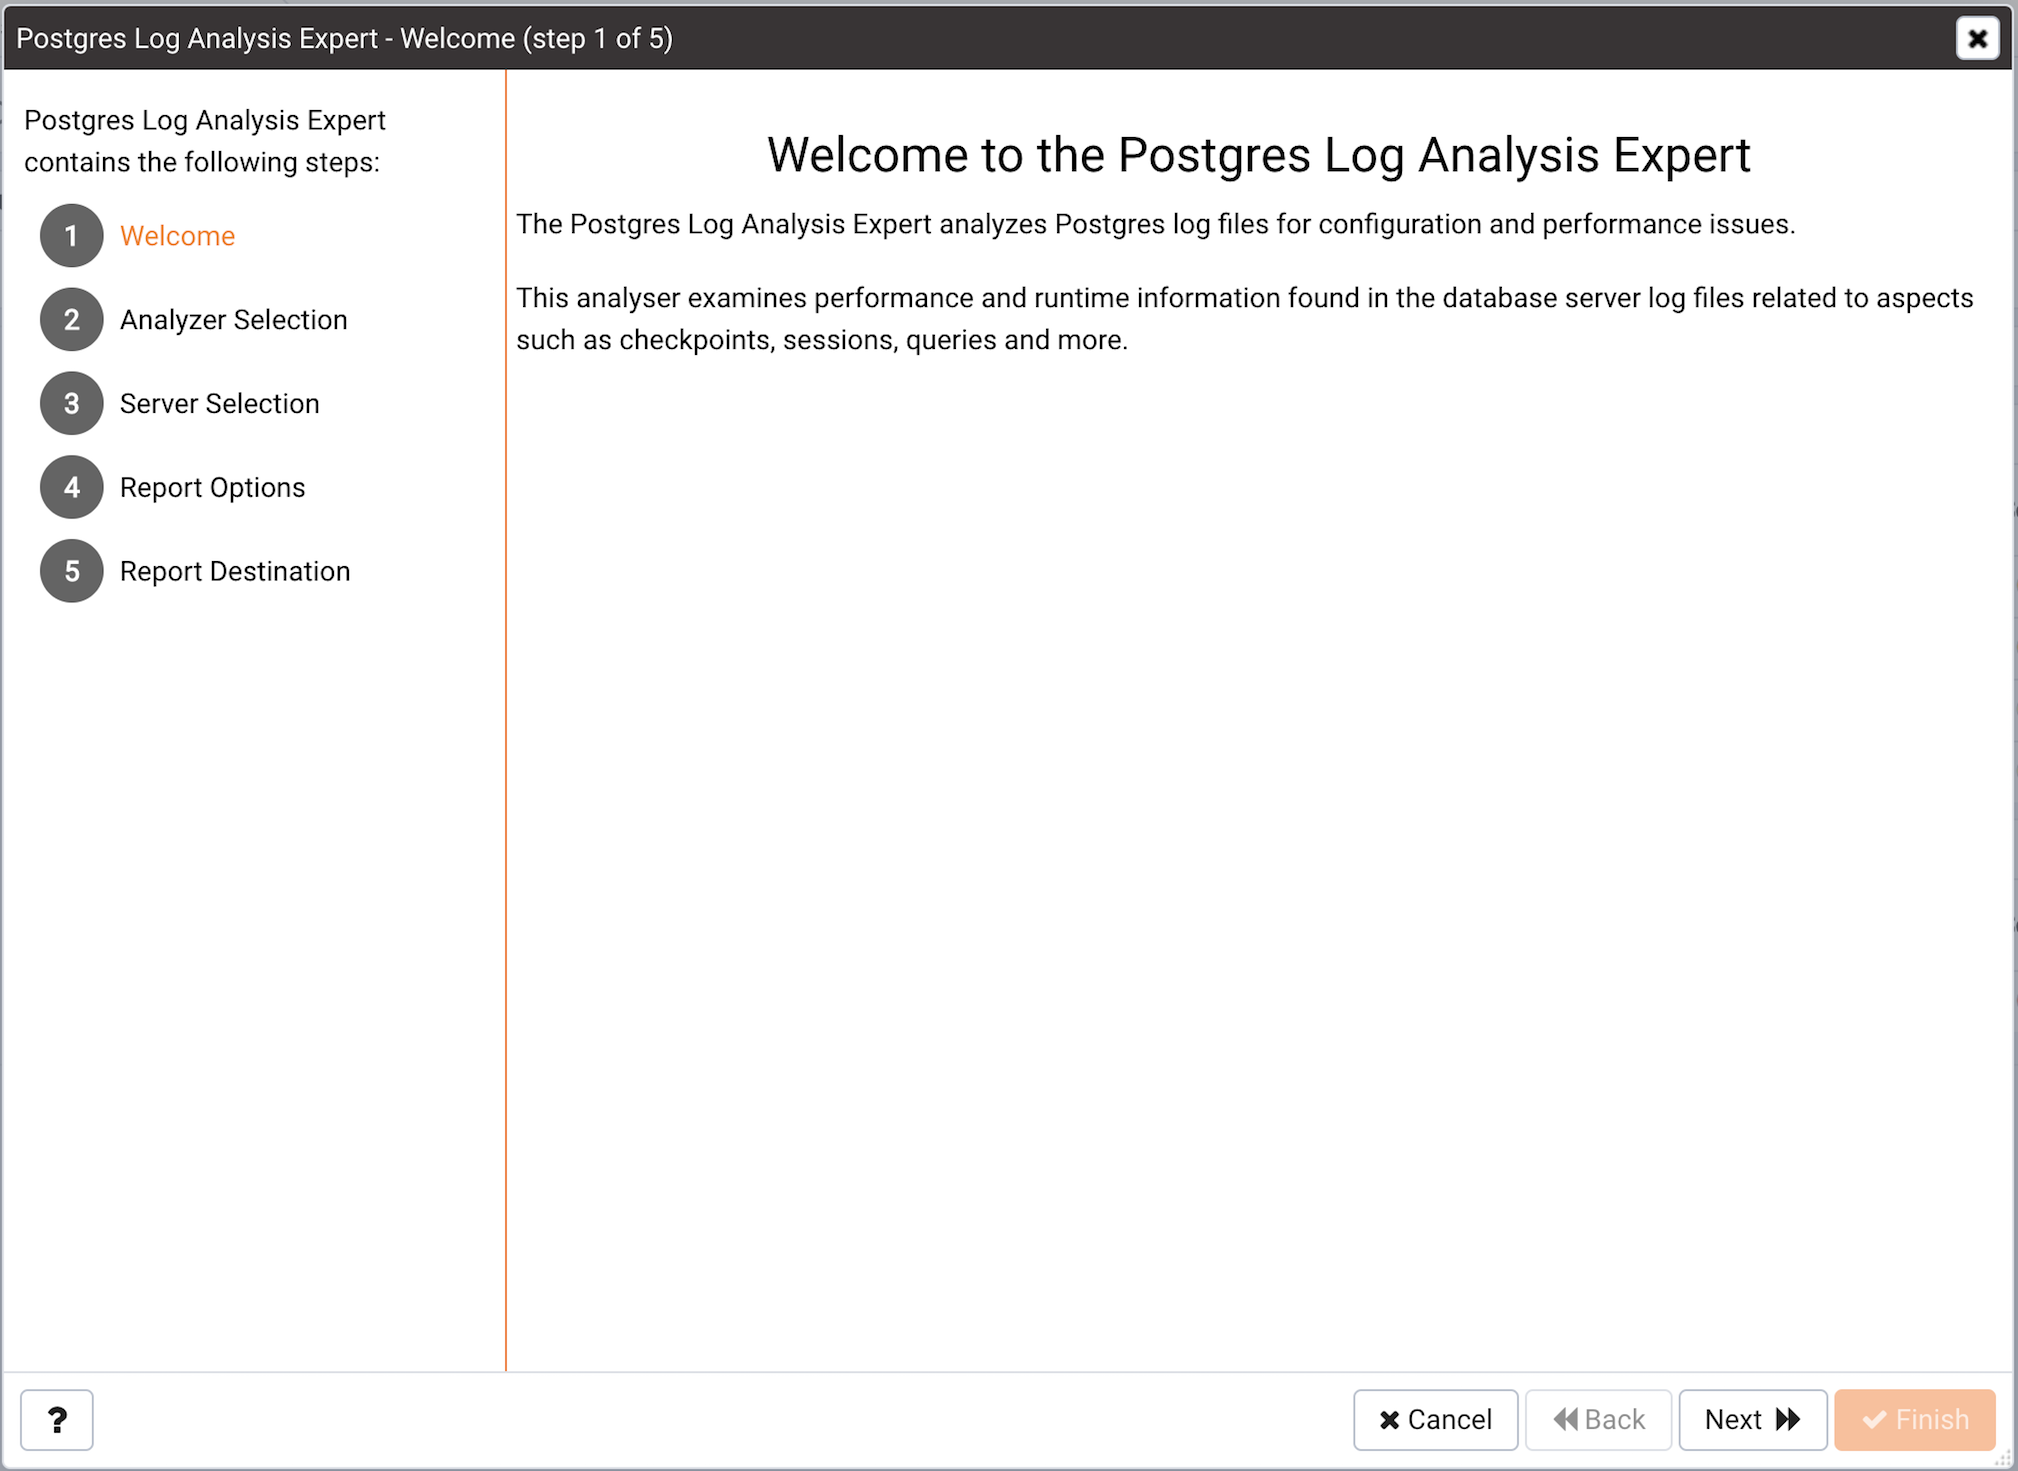 Postgres Log Analysis Expert - Welcome (step 1 of 5)
Postgres Log Analysis Expert
contains the following steps:
1 Welcome
2 Analyzer Selection
3 Server Selection
4 Report Options
5 Report Destination
Welcome to the Postgres Log Analysis Expert
The Postgres Log Analysis Expert analyzes Postgres log files for configuration and performance issues.
This analyser examines performance and runtime information found in the database server log files related to aspects
such as checkpoints, sessions, queries and more.
?
Cancel
Back
Next
Finish